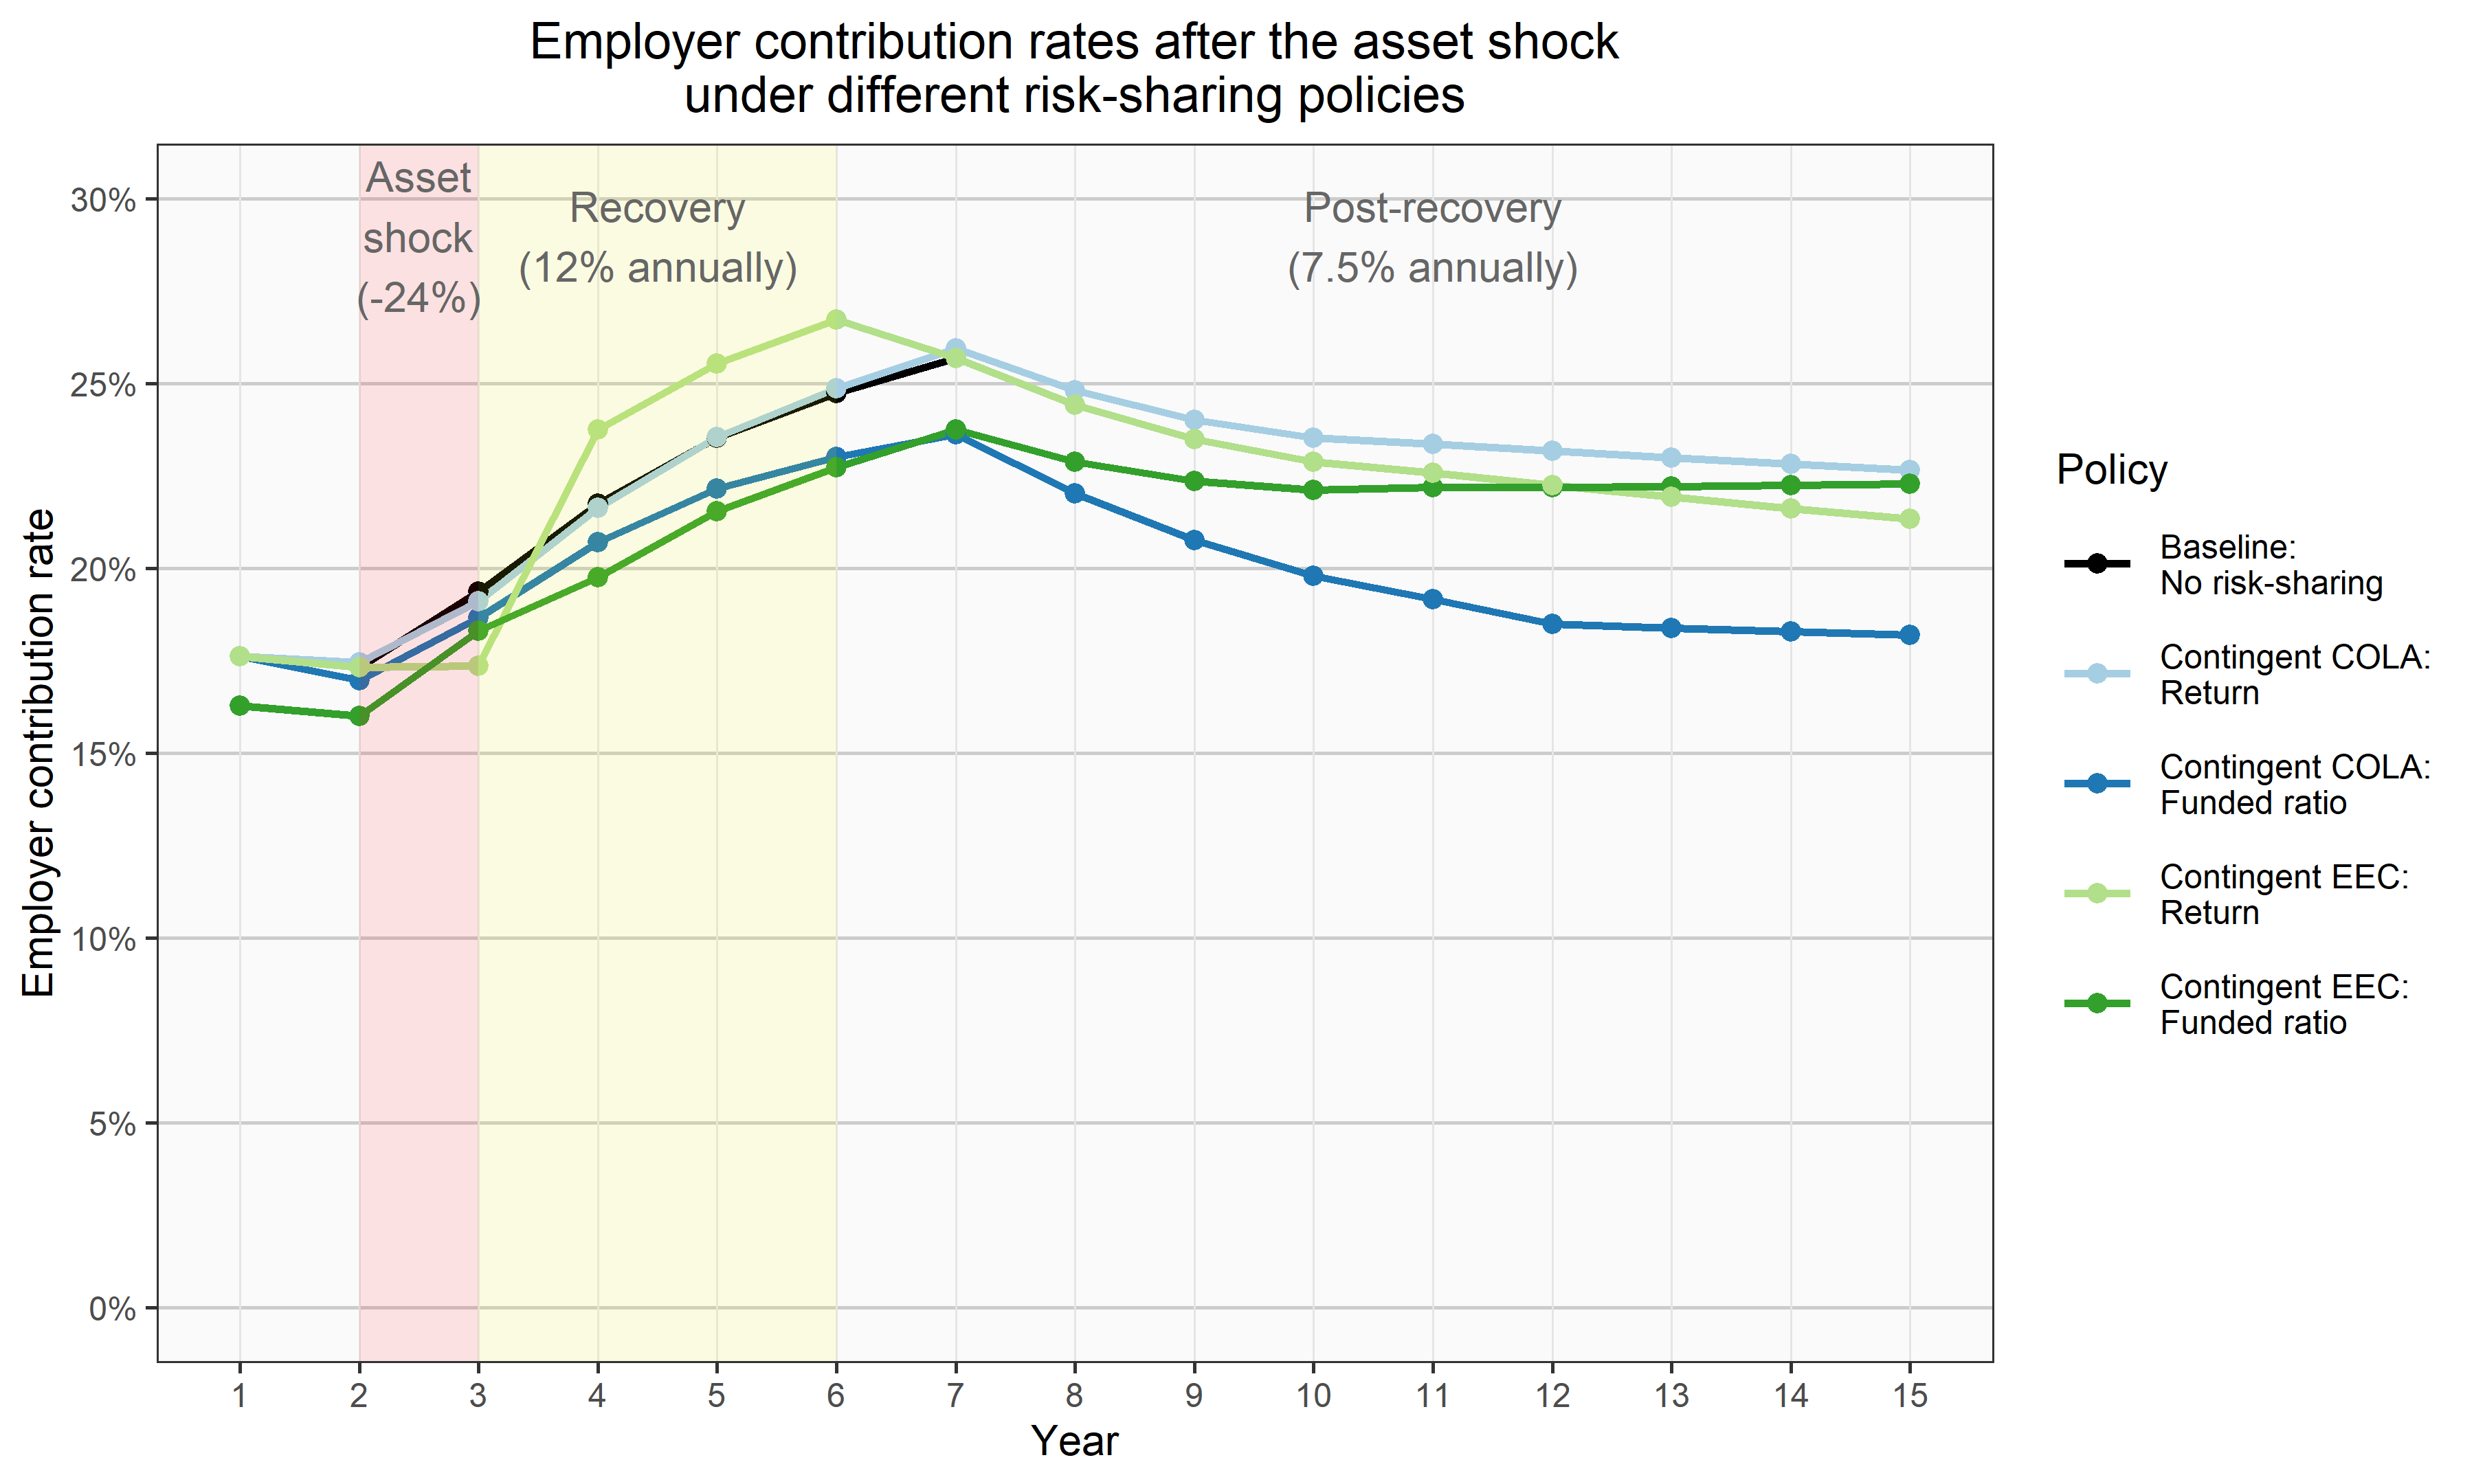 Employer contribution rates after the asset shock
under different risk-sharing policies
Asset
shock
(-24%)
Recovery
(12% annually)
Post-recovery
(7.5% annually)
30%
25%
20%
15%
10%
5%
0%
Employer contribution rate
1 2 3 4 5 6 7 8 9 10 11 12 13 14 15
Year
Policy
Baseline:
No risk-sharing
Contingent COLA:
Return
Contingent COLA:
Funded ratio
Contingent EEC:
Return
Contingent EEC:
Funded ratio